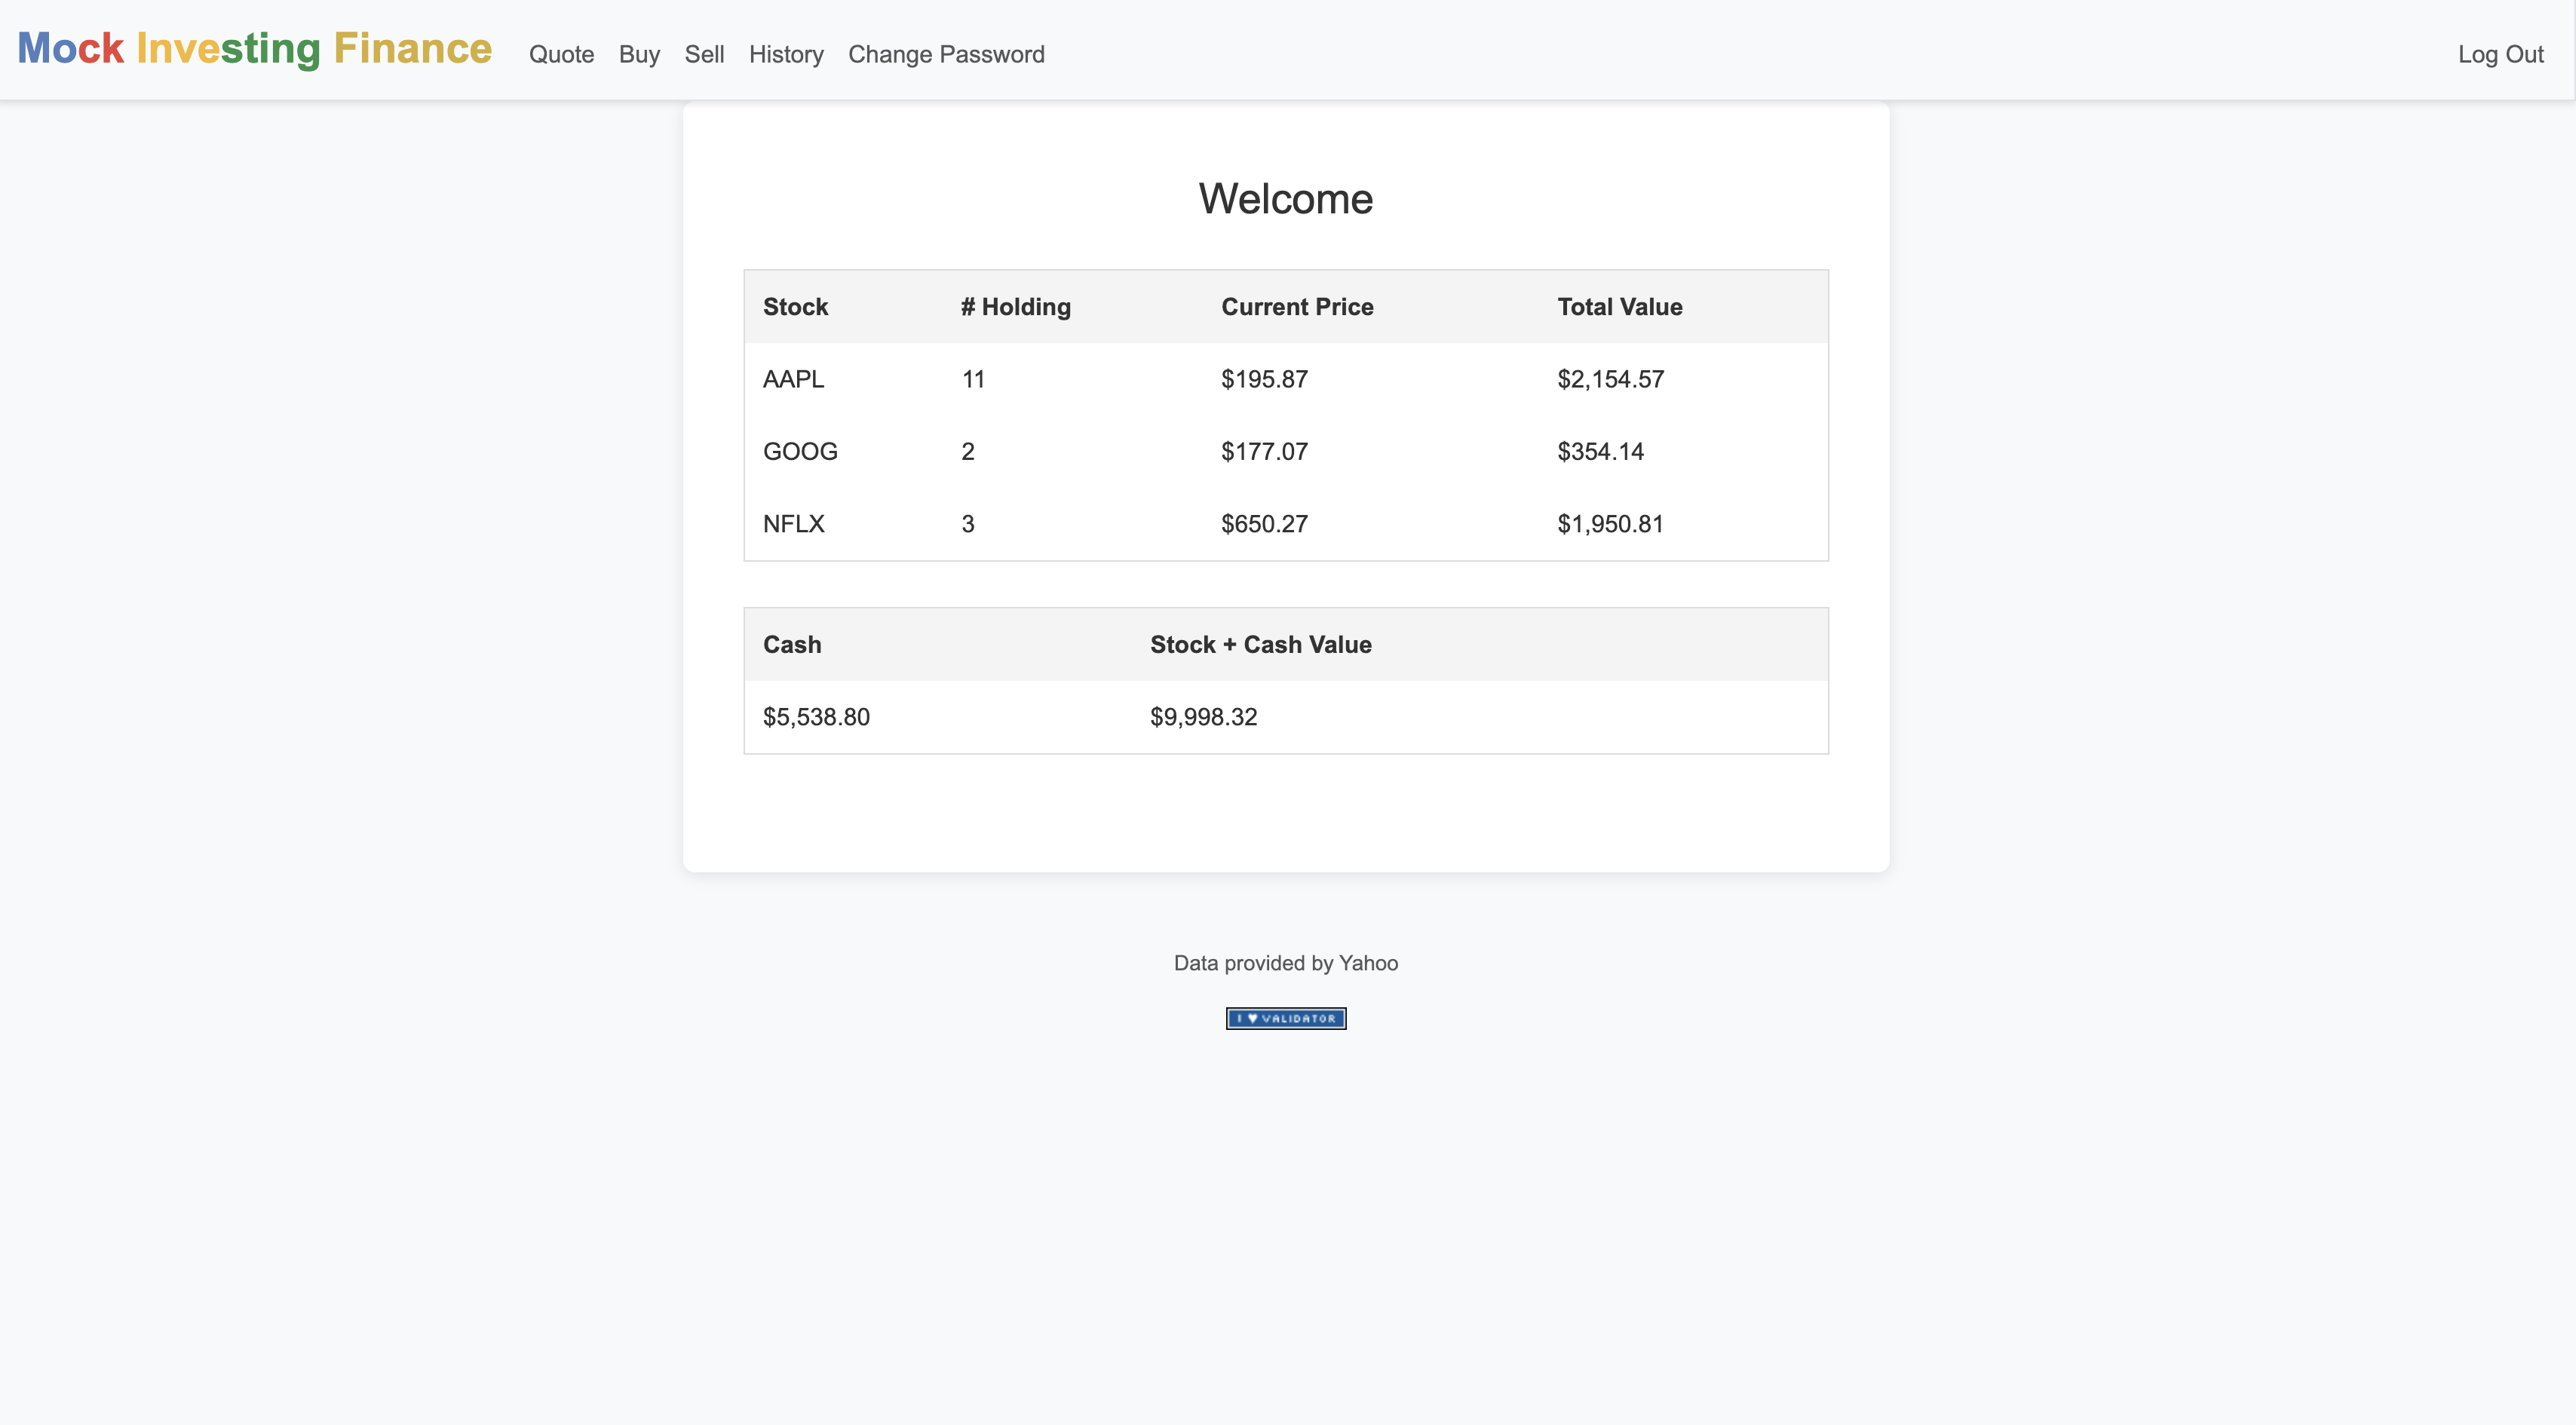 Mock Investing Finance Quote Buy Sell History Change Password Log Out
Welcome
Stock # Holding Current Price Total Value
AAPL 11 $195.87 $2,154.57
GOOG 2 $177.07 $354.14
NFLX 3 $650.27 $1,950.81
Cash Stock + Cash Value
$5,538.80 $9,998.32
Data provided by Yahoo
I ♥ VALIDATOR